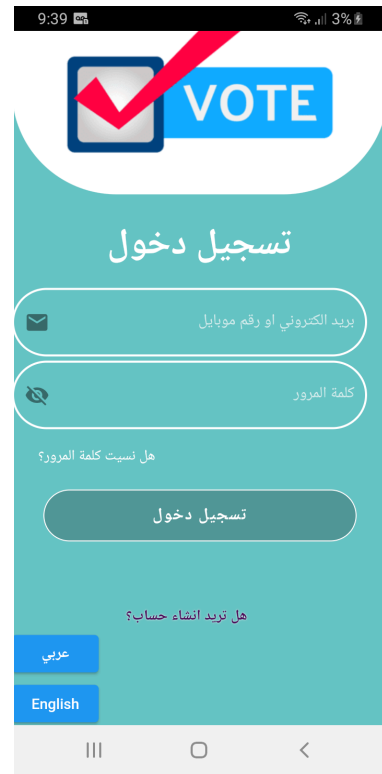 9:39
3%
VOTE
تسجيل دخول
بريد الكتروني او رقم موبايل
كلمة المرور
هل نسيت كلمة المرور؟
تسجيل دخول
هل تريد انشاء حساب؟
عربي
English